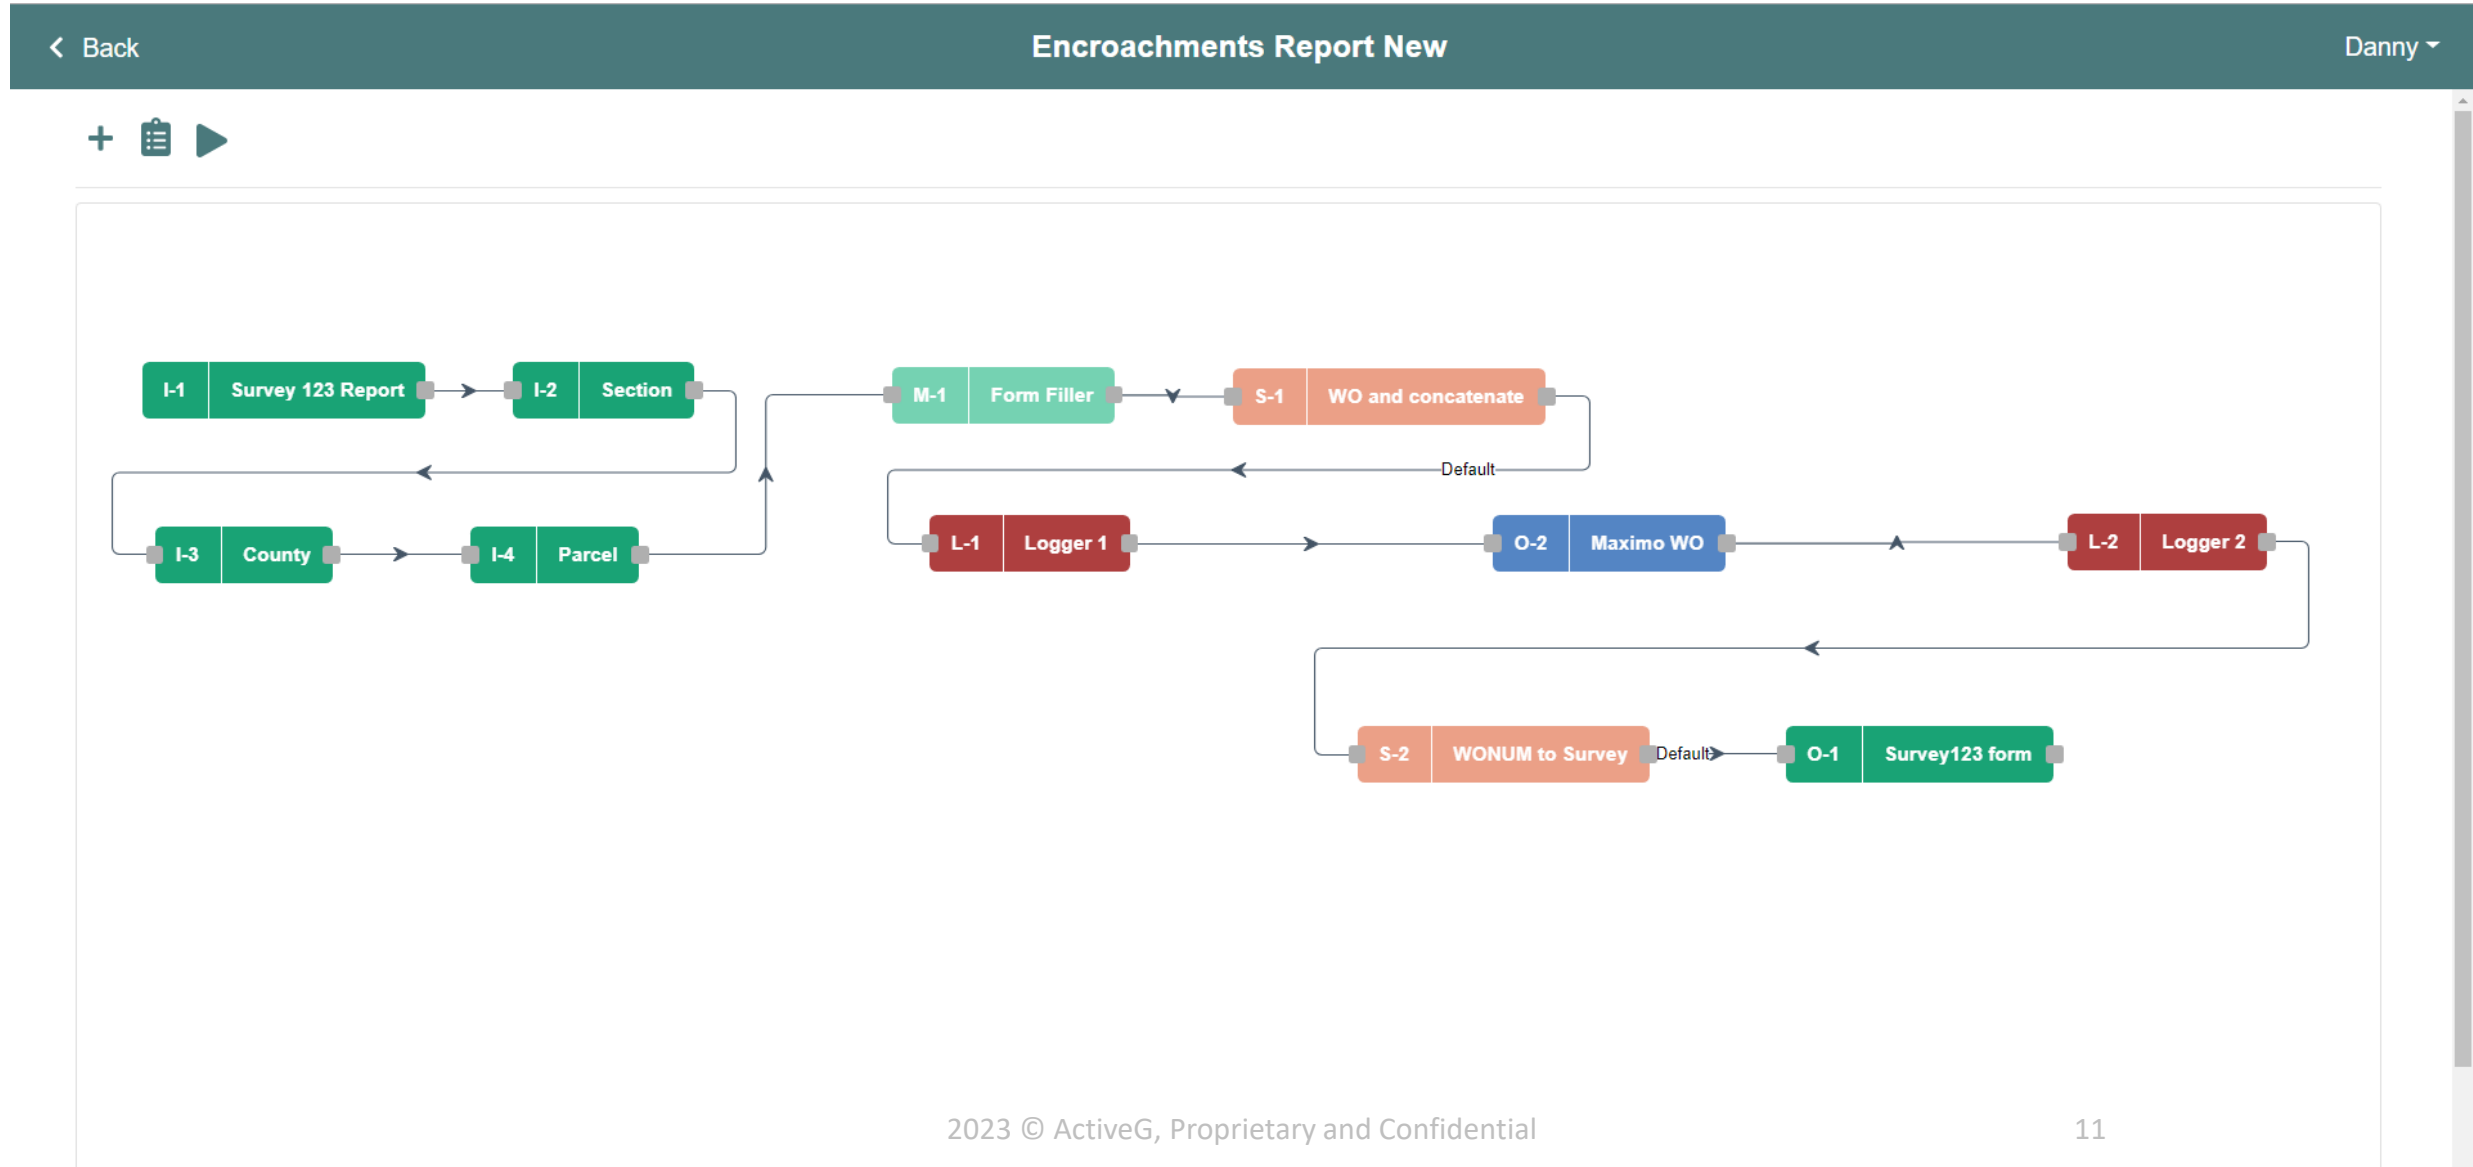 Back
Encroachments Report New
Danny
I-1 Survey 123 Report
I-2 Section
M-1 Form Filler
S-1 WO and concatenate
Default
I-3 County
I-4 Parcel
L-1 Logger 1
O-2 Maximo WO
L-2 Logger 2
S-2 WONUM to Survey
Default
O-1 Survey123 form
2023 © ActiveG, Proprietary and Confidential
11